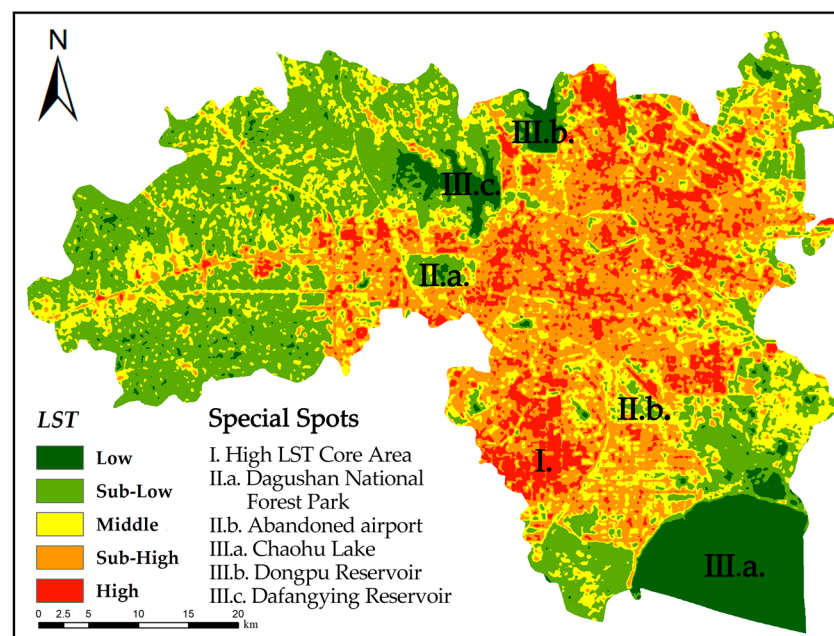 N
III.b.
III.c.
II.a.
II.b.
I.
III.a.
LST
Low
Sub-Low
Middle
Sub-High
High
Special Spots
I. High LST Core Area
II.a. Dagushan National
Forest Park
II.b. Abandoned airport
III.a. Chaohu Lake
III.b. Dongpu Reservoir
III.c. Dafangying Reservoir
0 2.5 5 10 15 20
km